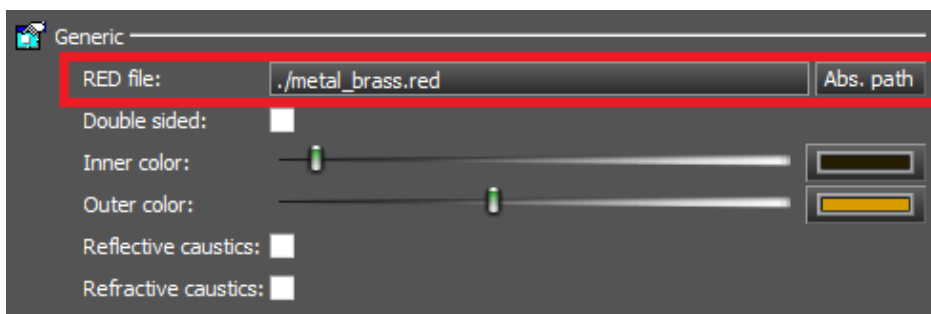 Generic
RED file: ./metal_brass.red Abs. path
Double sided:
Inner color:
Outer color:
Reflective caustics:
Refractive caustics: